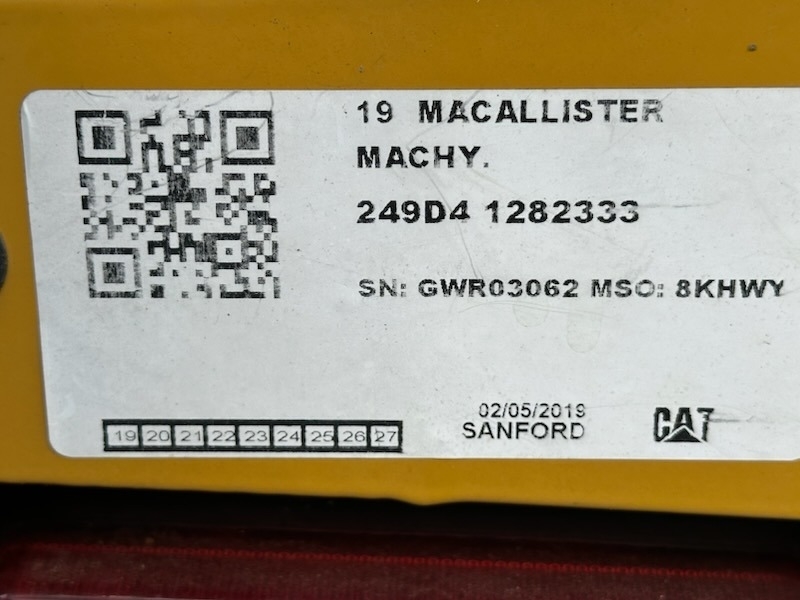 19 MACALLISTER
MACHY.
249D4 1282333
SN: GWR03062 MSO: 8KHWY
19 20 21 22 23 24 25 26 27
02/05/2019
SANFORD
CAT